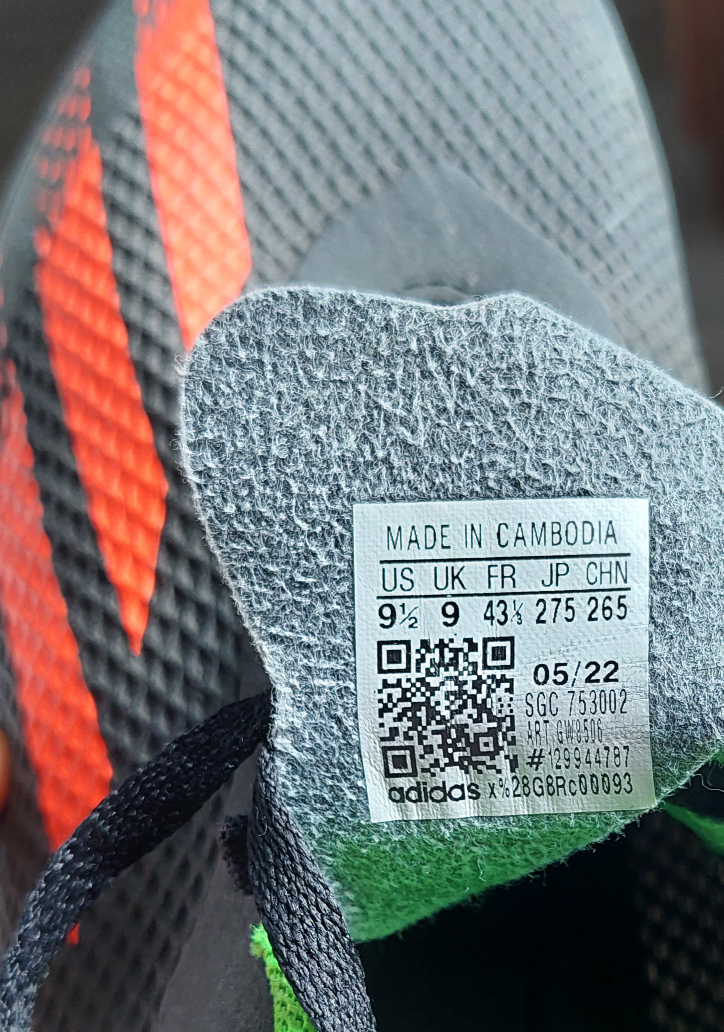 MADE IN CAMBODIA
US UK FR JP CHN
9½ 9 43⅓ 275 265
05/22
SGC 753002
ART GW8506
#129944787
adidas x%28G8Rc00093